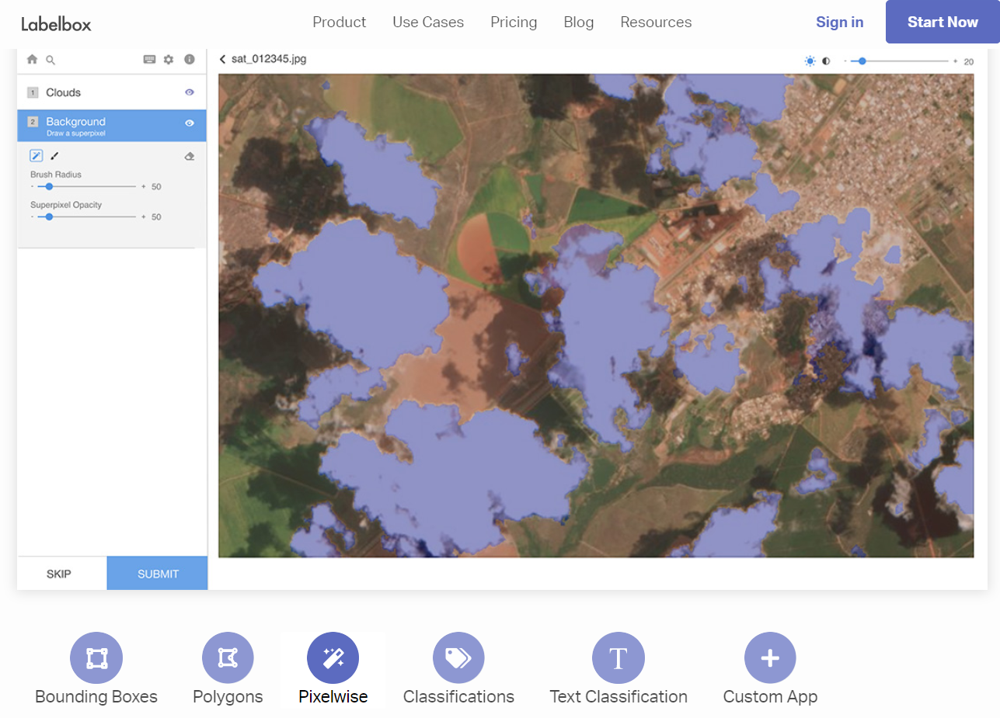 Labelbox
Product Use Cases Pricing Blog Resources Sign in Start Now
sat_012345.jpg
- + 20
1 Clouds
2 Background
Draw a superpixel
Brush Radius
- + 50
Superpixel Opacity
- + 50
SKIP SUBMIT
T
Bounding Boxes Polygons Pixelwise Classifications Text Classification Custom App